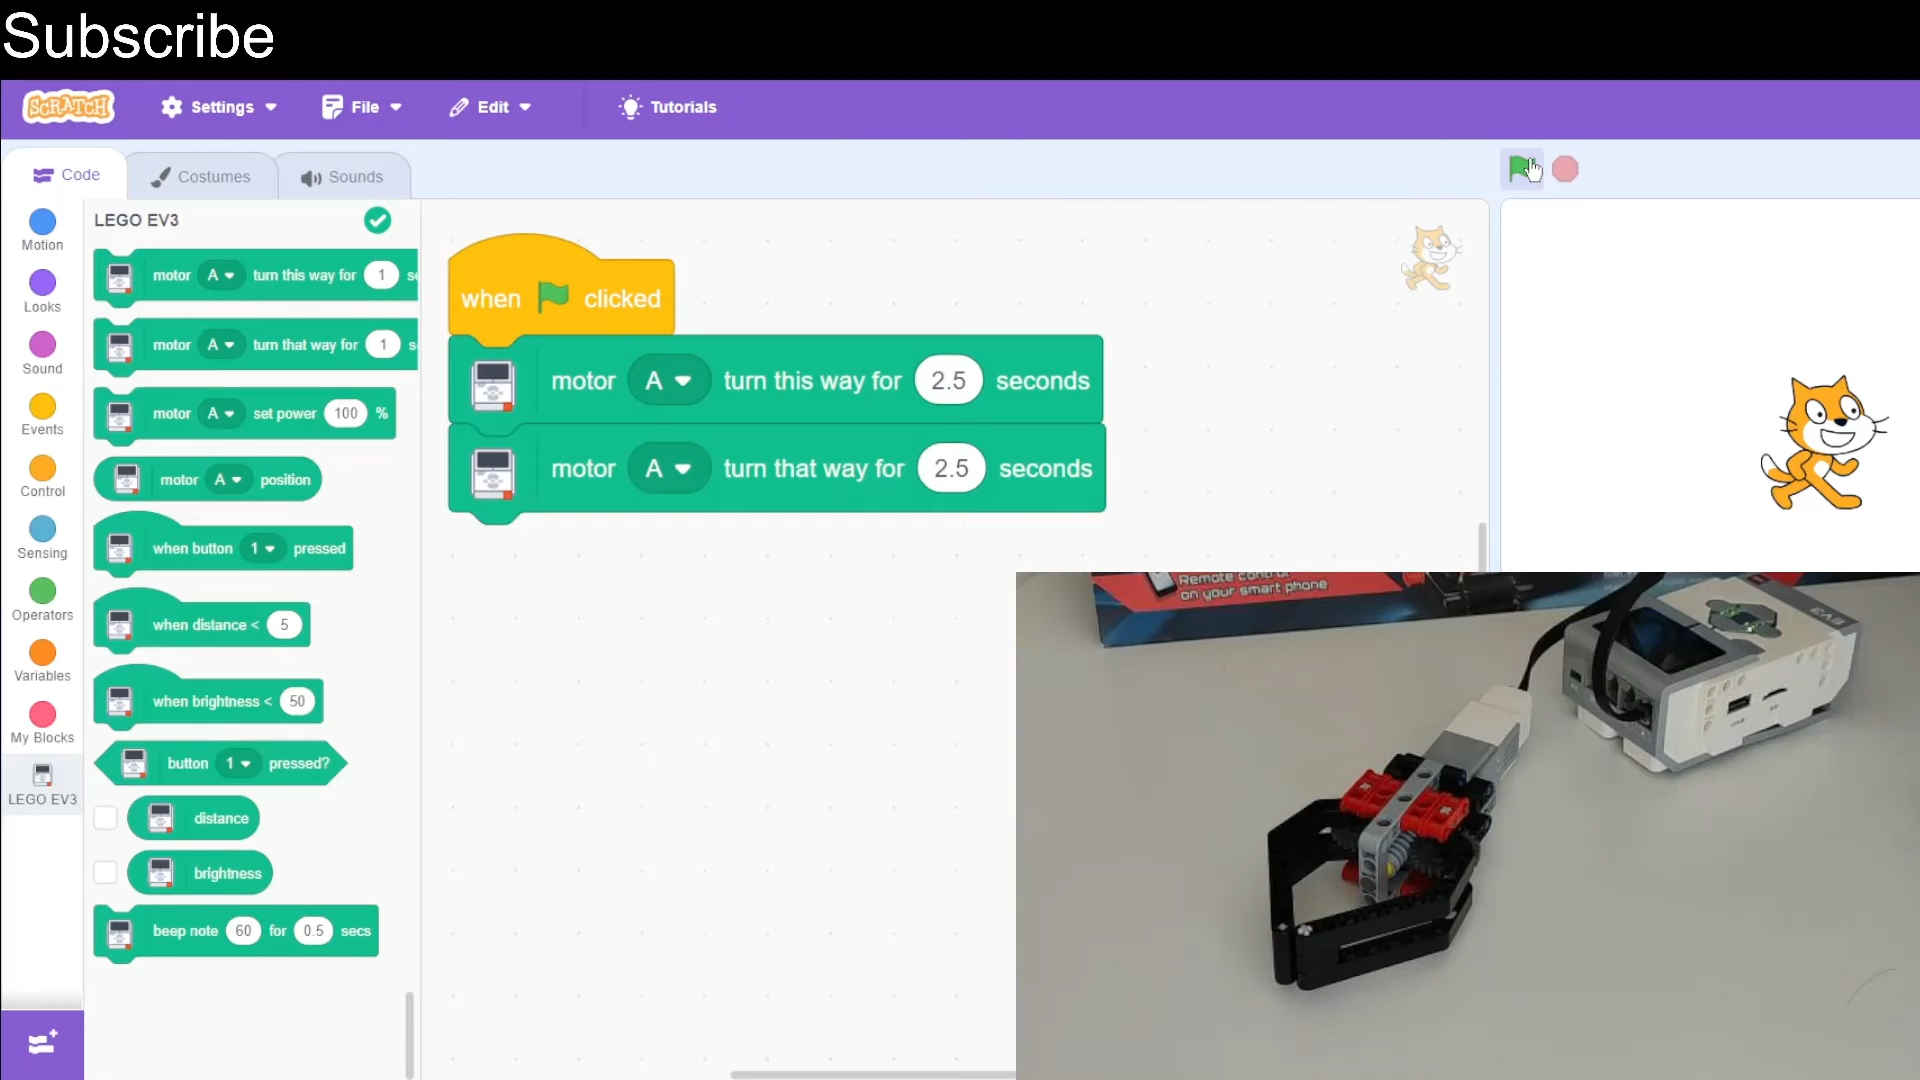 Subscribe
SCRATCH Settings File Edit Tutorials
Code Costumes Sounds
Motion
Looks
Sound
Events
Control
Sensing
Operators
Variables
My Blocks
LEGO EV3
LEGO EV3
motor A turn this way for 1
motor A turn that way for 1
motor A set power 100 %
motor A position
when button 1 pressed
when distance < 5
when brightness < 50
button 1 pressed?
distance
brightness
beep note 60 for 0.5 secs
when clicked
motor A turn this way for 2.5 seconds
motor A turn that way for 2.5 seconds
Remote control
on your smart phone
EV3